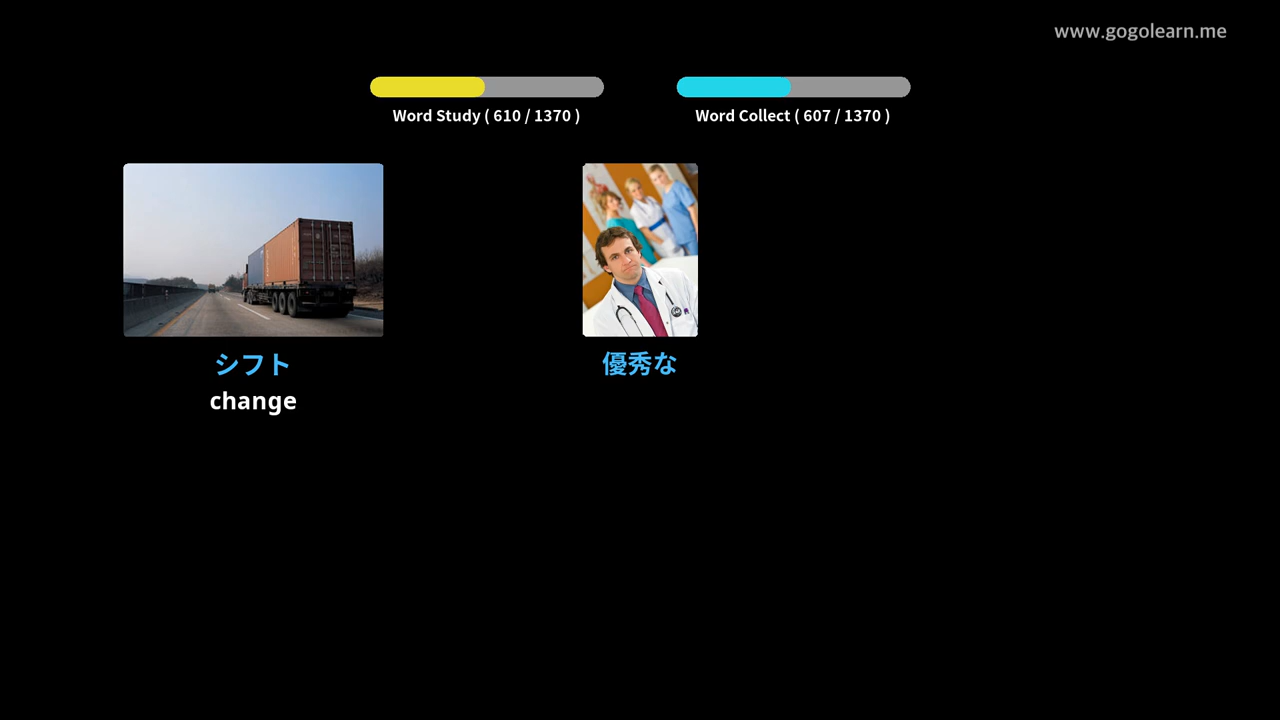 www.gogolearn.me
Word Study ( 610 / 1370 )
Word Collect ( 607 / 1370 )
シフト
change
優秀な